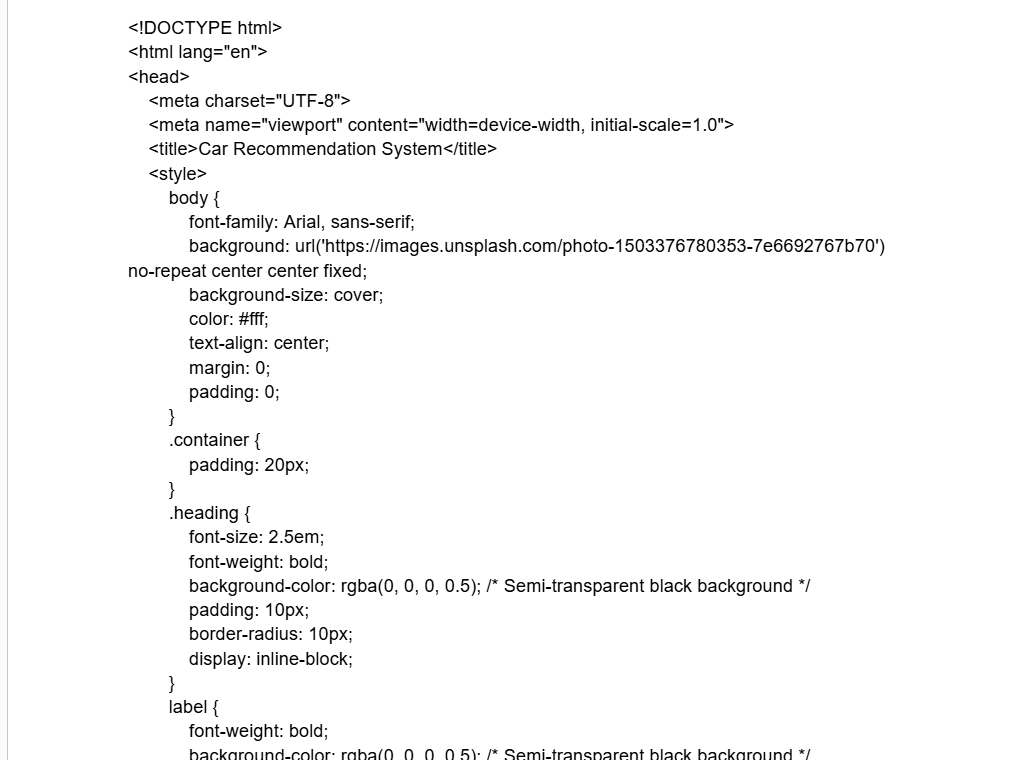 <!DOCTYPE html>
<html lang="en">
<head>
    <meta charset="UTF-8">
    <meta name="viewport" content="width=device-width, initial-scale=1.0">
    <title>Car Recommendation System</title>
    <style>
        body {
            font-family: Arial, sans-serif;
            background: url('https://images.unsplash.com/photo-1503376780353-7e6692767b70')
no-repeat center center fixed;
            background-size: cover;
            color: #fff;
            text-align: center;
            margin: 0;
            padding: 0;
        }
        .container {
            padding: 20px;
        }
        .heading {
            font-size: 2.5em;
            font-weight: bold;
            background-color: rgba(0, 0, 0, 0.5); /* Semi-transparent black background */
            padding: 10px;
            border-radius: 10px;
            display: inline-block;
        }
        label {
            font-weight: bold;
            background-color: rgba(0, 0, 0, 0.5); /* Semi-transparent black background */